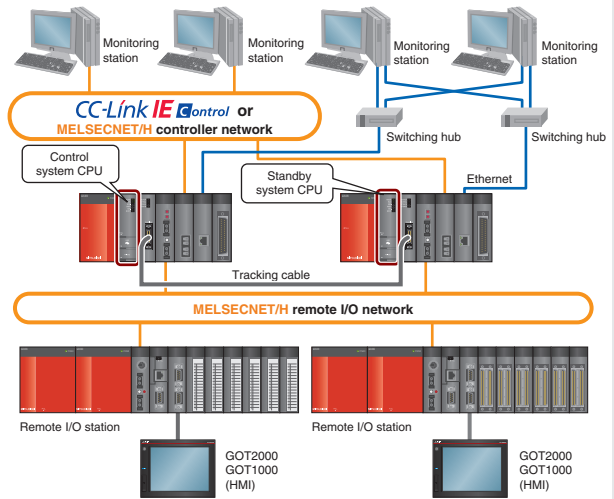 Monitoring
station
Monitoring
station
Monitoring
station
Monitoring
station
CC-Link IE Control or
MELSECNET/H controller network
Switching hub
Switching hub
Control
system CPU
Standby
system CPU
Ethernet
Tracking cable
MELSECNET/H remote I/O network
Remote I/O station
Remote I/O station
GOT2000
GOT1000
(HMI)
GOT2000
GOT1000
(HMI)